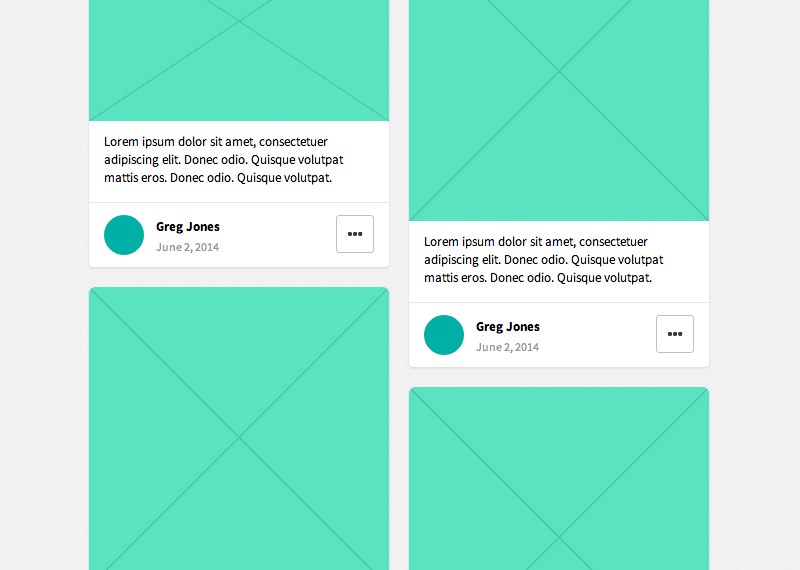 Lorem ipsum dolor sit amet, consectetuer
adipiscing elit. Donec odio. Quisque volutpat
mattis eros. Donec odio. Quisque volutpat.
Greg Jones
June 2, 2014
Lorem ipsum dolor sit amet, consectetuer
adipiscing elit. Donec odio. Quisque volutpat
mattis eros. Donec odio. Quisque volutpat.
Greg Jones
June 2, 2014